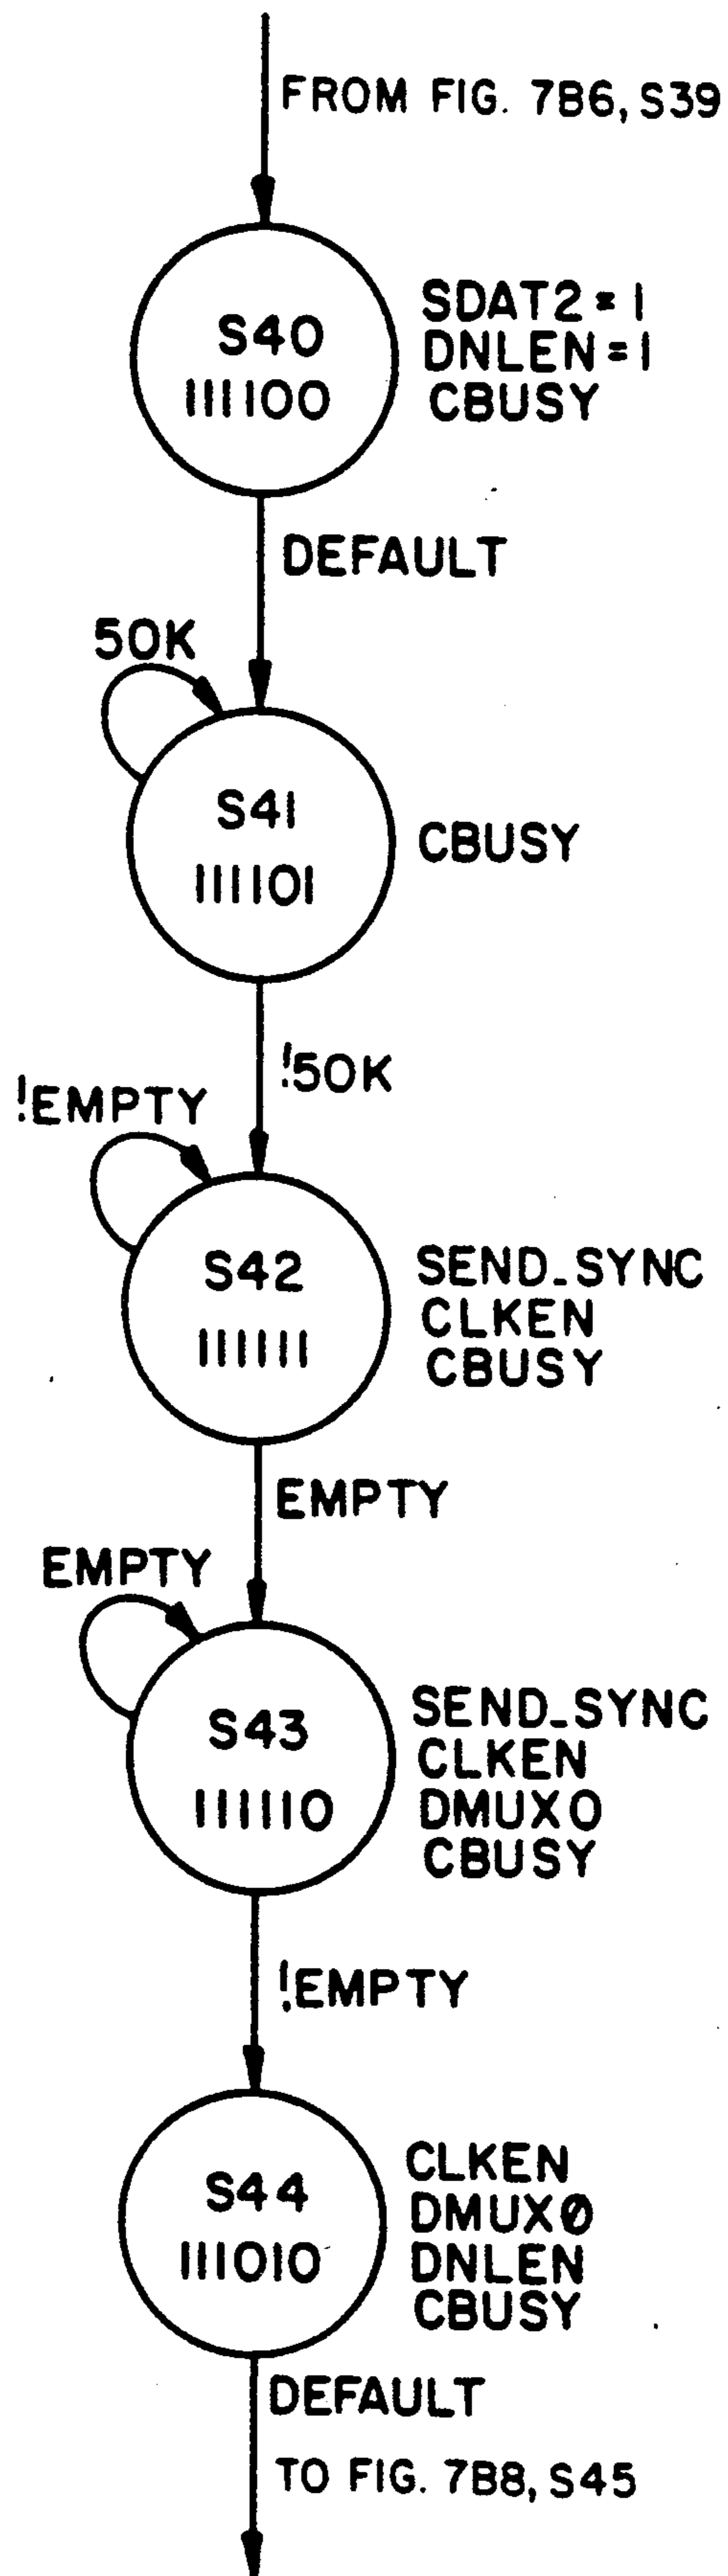 FROM FIG. 7B6, S39
S40
111100
SDAT2=1
DNLEN=1
CBUSY
DEFAULT
50K
S41
111101
CBUSY
!50K
!EMPTY
S42
111111
SEND_SYNC
CLKEN
CBUSY
EMPTY
EMPTY
S43
111110
SEND_SYNC
CLKEN
DMUX0
CBUSY
!EMPTY
S44
111010
CLKEN
DMUX0
DNLEN
CBUSY
DEFAULT
TO FIG. 7B8, S45